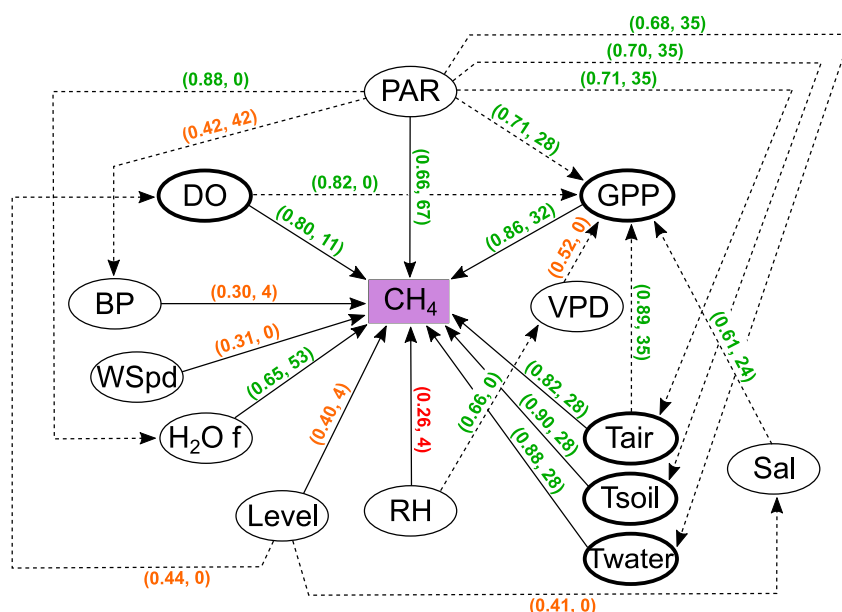 (0.68, 35)
(0.70, 35)
(0.71, 35)
(0.88, 0)
PAR
(0.42, 42)
(0.71, 28)
DO
(0.82, 0)
(0.66, 67)
GPP
(0.80, 11)
(0.86, 32)
(0.52, 0)
BP
(0.30, 4)
CH₄
VPD
(0.31, 0)
(0.89, 35)
(0.61, 24)
WSpd
(0.65, 53)
H₂O f
(0.40, 4)
(0.26, 4)
(0.66, 0)
(0.82, 28)
Tair
(0.90, 28)
Sal
(0.88, 28)
Tsoil
Level
RH
Twater
(0.44, 0)
(0.41, 0)